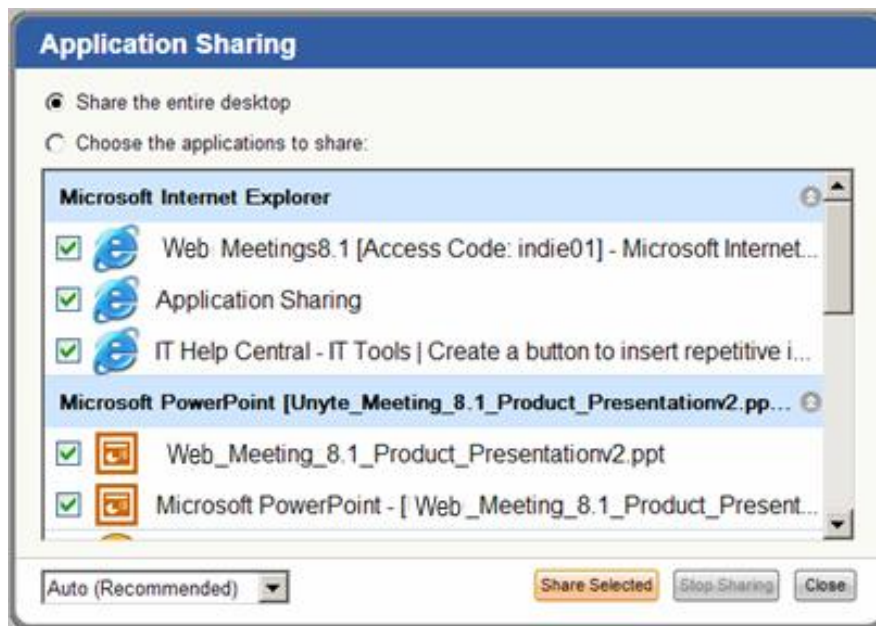 Application Sharing
Share the entire desktop
Choose the applications to share:
Microsoft Internet Explorer
Web Meetings8.1 [Access Code: indie01] - Microsoft Internet...
Application Sharing
IT Help Central - IT Tools | Create a button to insert repetitive i...
Microsoft PowerPoint [Unyte_Meeting_8.1_Product_Presentationv2.pp...
Web_Meeting_8.1_Product_Presentationv2.ppt
Microsoft PowerPoint - [ Web _Meeting_8.1_Product_Present...
Auto (Recommended) Share Selected Stop Sharing Close